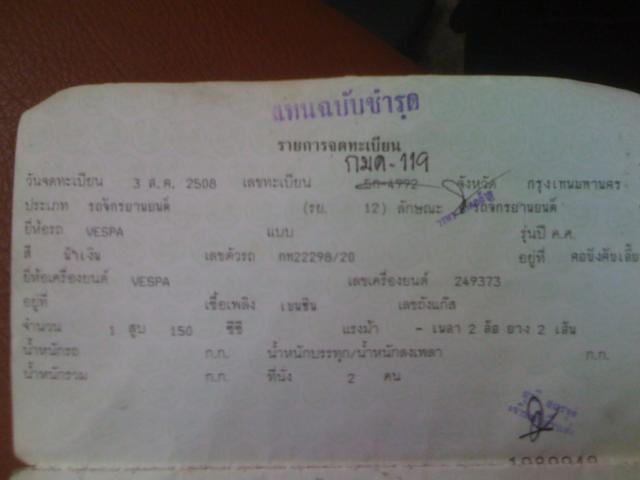 แทนฉบับชำรุด
รายการจดทะเบียน
กมค-119
วันจดทะเบียน 3 ส.ค. 2508 เลขทะเบียน 5ก-4992 จังหวัด กรุงเทพมหานคร
ประเภท รถจักรยานยนต์ (รย. 12) ลักษณะ รถจักรยานยนต์
ยี่ห้อรถ VESPA แบบ รุ่นปี ค.ศ.
สี น้ำเงิน เลขตัวรถ กท22298/20 อยู่ที่ คอบังคับเลี้ย
ยี่ห้อเครื่องยนต์ VESPA เลขเครื่องยนต์ 249373
อยู่ที่ เชื้อเพลิง เบนซิน เลขถังแก๊ส
จำนวน 1 สูบ 150 ซีซี แรงม้า - เพลา 2 ล้อ ยาง 2 เส้น
น้ำหนักรถ ก.ก. น้ำหนักบรรทุก/น้ำหนักลงเพลา ก.ก.
น้ำหนักรวม ก.ก. ที่นั่ง 2 คน